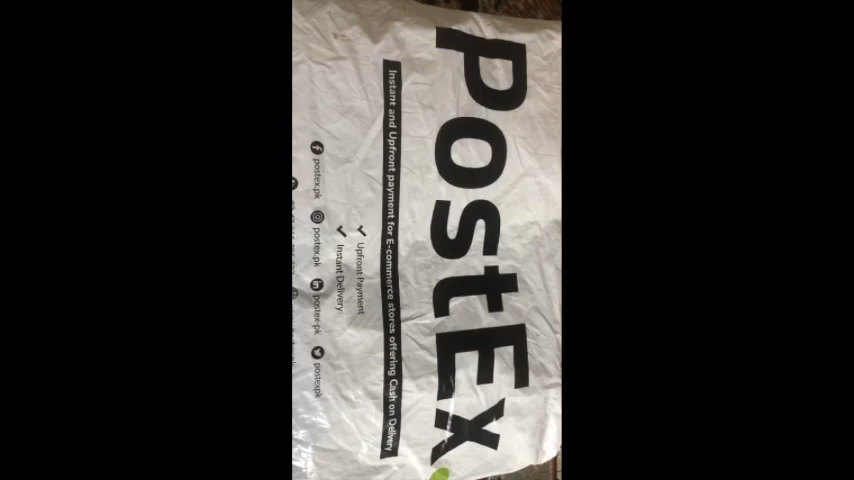 PostEx
Instant and Upfront payment for E-commerce stores offering Cash on Delivery
Upfront Payment
Instant Delivery
postex.pk
postex.pk
postex-pk
postexpk